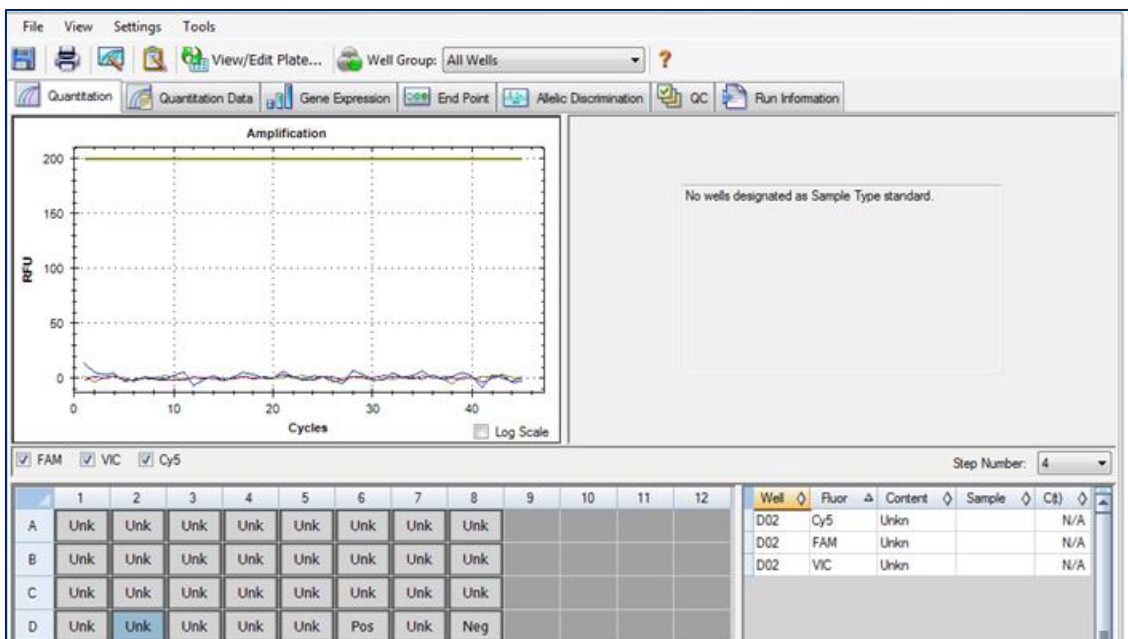 File View Settings Tools
View/Edit Plate... Well Group: All Wells ?
Quantitation Quantitation Data Gene Expression End Point Allelic Discrimination QC Run Information
Amplification
200
150
100
50
0
RFU
0 10 20 30 40
Cycles
Log Scale
No wells designated as Sample Type standard.
FAM VIC Cy5
Step Number: 4
1 2 3 4 5 6 7 8 9 10 11 12
A Unk Unk Unk Unk Unk Unk Unk Unk
B Unk Unk Unk Unk Unk Unk Unk Unk
C Unk Unk Unk Unk Unk Unk Unk Unk
D Unk Unk Unk Unk Unk Pos Unk Neg
Well Fluor Content Sample C(t)
D02 Cy5 Unkn N/A
D02 FAM Unkn N/A
D02 VIC Unkn N/A